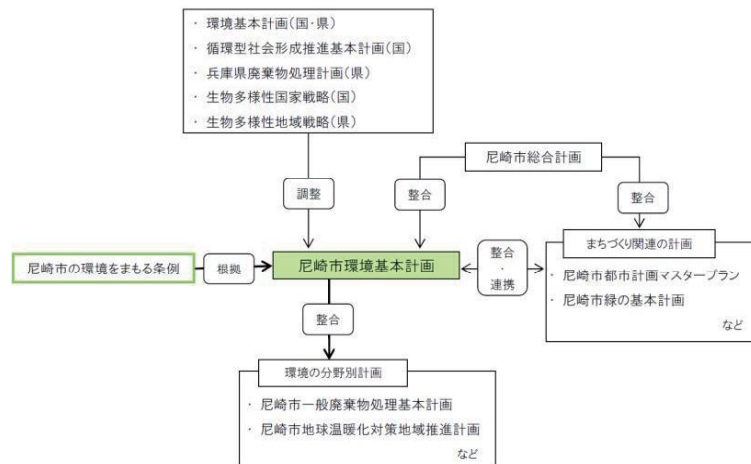 ・ 環境基本計画(国・県)
・ 循環型社会形成推進基本計画(国)
・ 兵庫県廃棄物処理計画(県)
・ 生物多様性国家戦略(国)
・ 生物多様性地域戦略(県)
尼崎市総合計画
調整
整合
整合
まちづくり関連の計画
・ 尼崎市都市計画マスタープラン
・ 尼崎市緑の基本計画
など
尼崎市の環境をまもる条例
根拠
尼崎市環境基本計画
整合
・
連携
整合
環境の分野別計画
・ 尼崎市一般廃棄物処理基本計画
・ 尼崎市地球温暖化対策地域推進計画
など